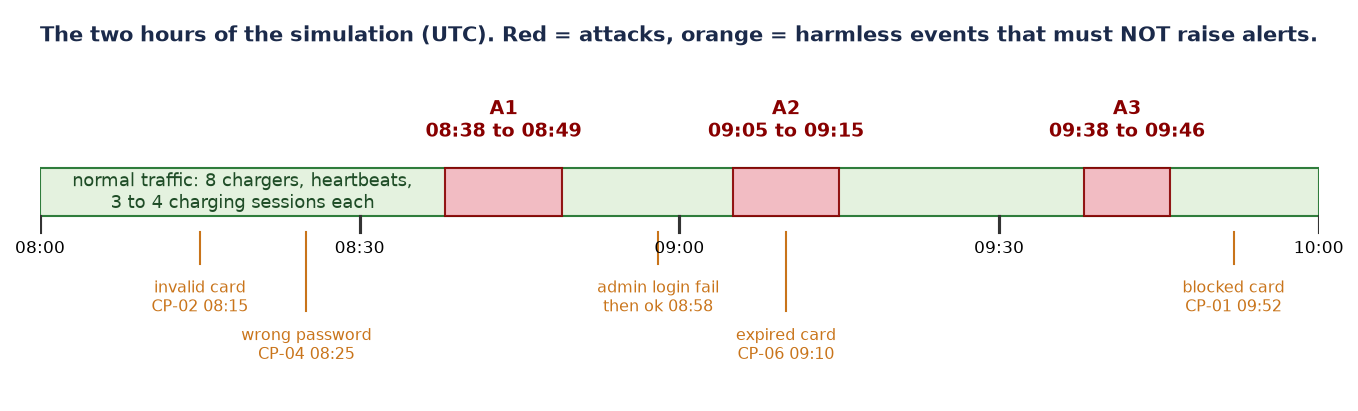 The two hours of the simulation (UTC). Red = attacks, orange = harmless events that must NOT raise alerts.
A1
08:38 to 08:49
A2
09:05 to 09:15
A3
09:38 to 09:46
normal traffic: 8 chargers, heartbeats,
3 to 4 charging sessions each
08:00
08:30
09:00
09:30
10:00
invalid card
CP-02 08:15
wrong password
CP-04 08:25
admin login fail
then ok 08:58
expired card
CP-06 09:10
blocked card
CP-01 09:52